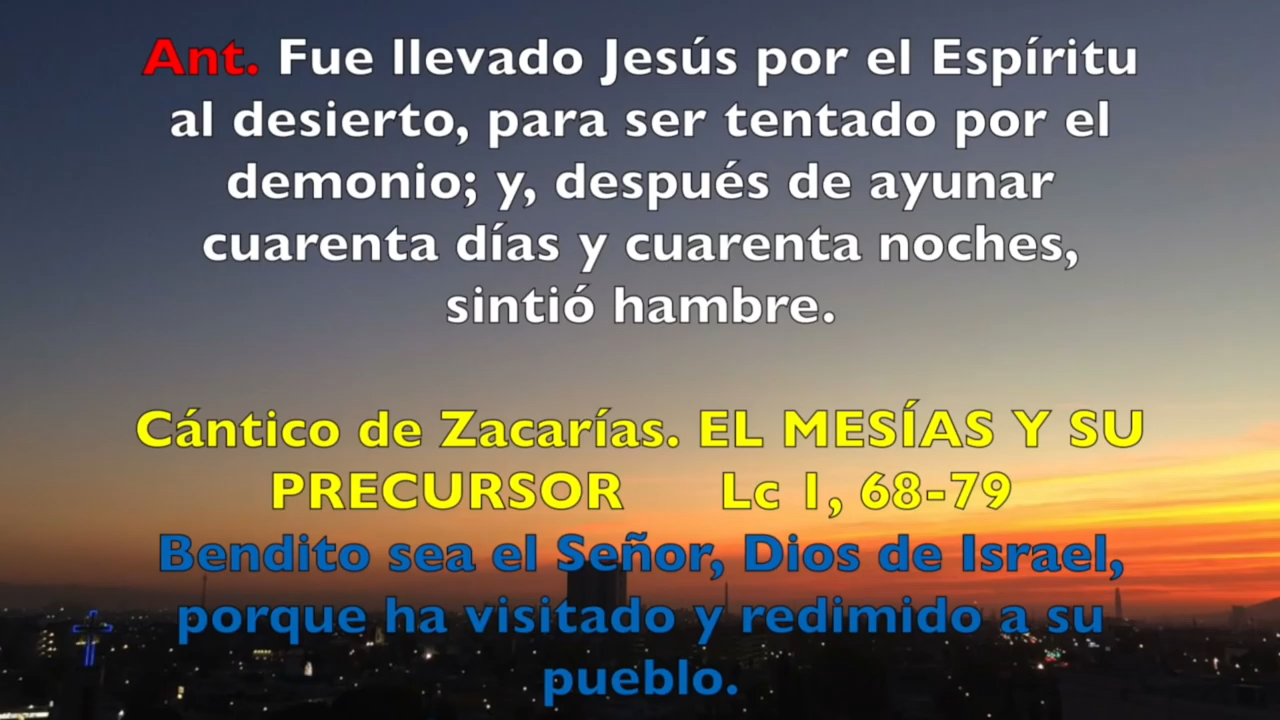 Ant. Fue llevado Jesús por el Espíritu
al desierto, para ser tentado por el
demonio; y, después de ayunar
cuarenta días y cuarenta noches,
sintió hambre.
Cántico de Zacarías. EL MESÍAS Y SU
PRECURSOR Lc 1, 68-79
Bendito sea el Señor, Dios de Israel,
porque ha visitado y redimido a su
pueblo.